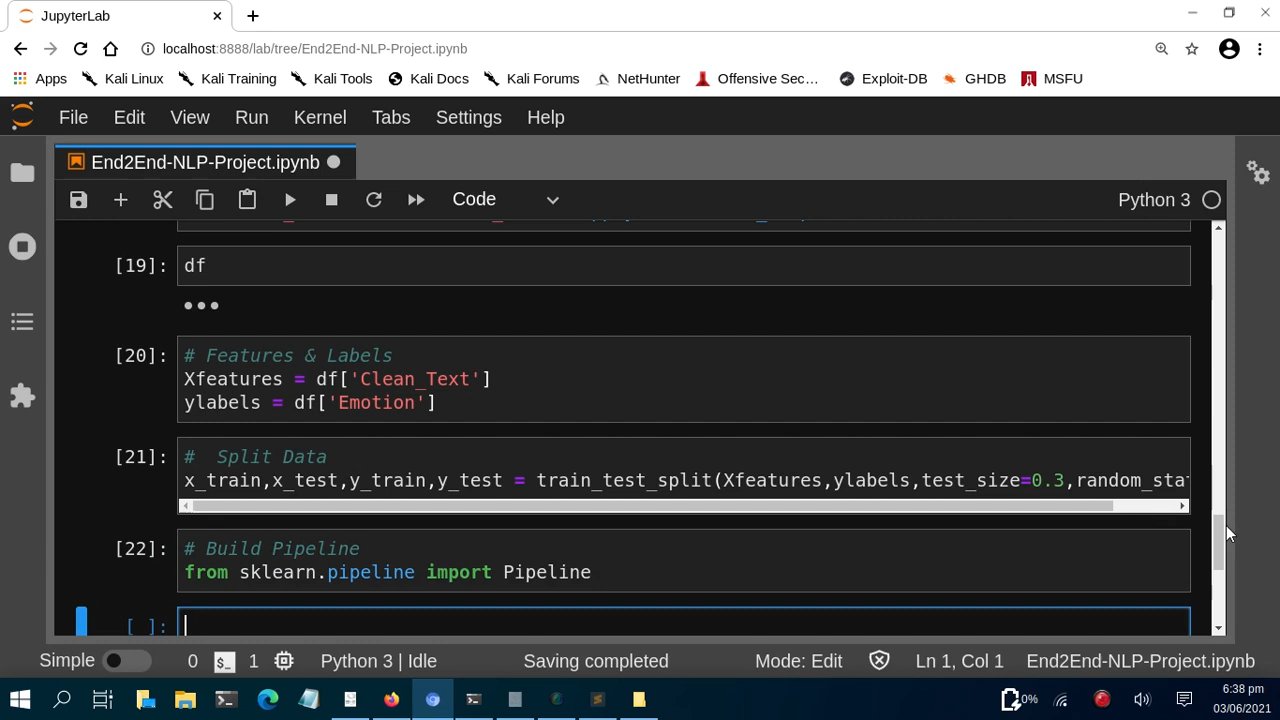 JupyterLab
localhost:8888/lab/tree/End2End-NLP-Project.ipynb
Apps Kali Linux Kali Training Kali Tools Kali Docs Kali Forums NetHunter Offensive Sec... Exploit-DB GHDB MSFU
File Edit View Run Kernel Tabs Settings Help
End2End-NLP-Project.ipynb
Code Python 3
[19]: df
[20]: # Features & Labels
Xfeatures = df['Clean_Text']
ylabels = df['Emotion']
[21]: #  Split Data
x_train,x_test,y_train,y_test = train_test_split(Xfeatures,ylabels,test_size=0.3,random_sta
[22]: # Build Pipeline
from sklearn.pipeline import Pipeline
[ ]:
Simple 0 $_ 1 Python 3 | Idle Saving completed Mode: Edit Ln 1, Col 1 End2End-NLP-Project.ipynb
0% 6:38 pm
03/06/2021